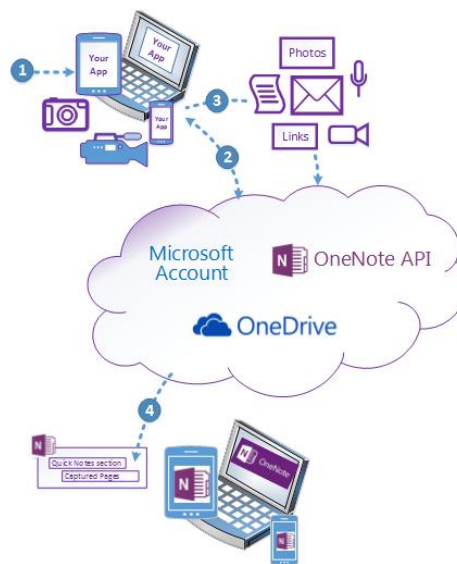 Your
App
Your
App
1
Your
App
3
Photos
Links
2
Microsoft
Account
N
OneNote API
OneDrive
4
N
Quick Notes section
Captured Pages
N
OneNote
N
N